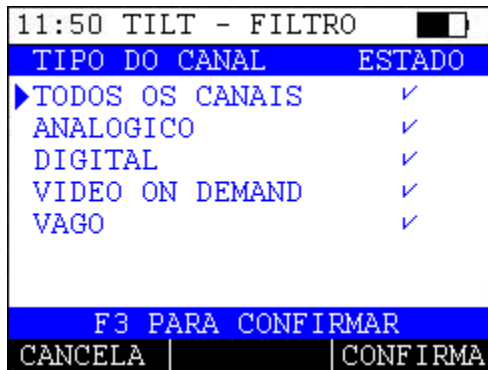 11:50 TILT - FILTRO
TIPO DO CANAL ESTADO
TODOS OS CANAIS ✓
ANALOGICO ✓
DIGITAL ✓
VIDEO ON DEMAND ✓
VAGO ✓
F3 PARA CONFIRMAR
CANCELA CONFIRMA